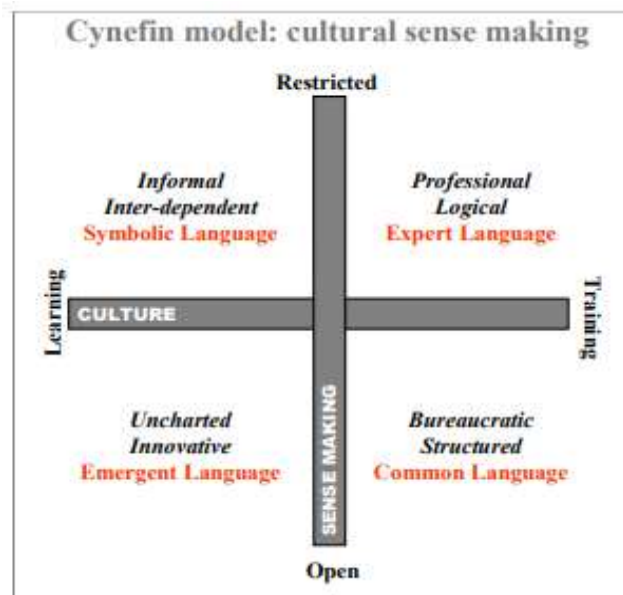 Cynefin model: cultural sense making
Restricted
Informal
Inter-dependent
Symbolic Language
Professional
Logical
Expert Language
Learning
CULTURE
Training
Uncharted
Innovative
Emergent Language
SENSE MAKING
Bureaucratic
Structured
Common Language
Open